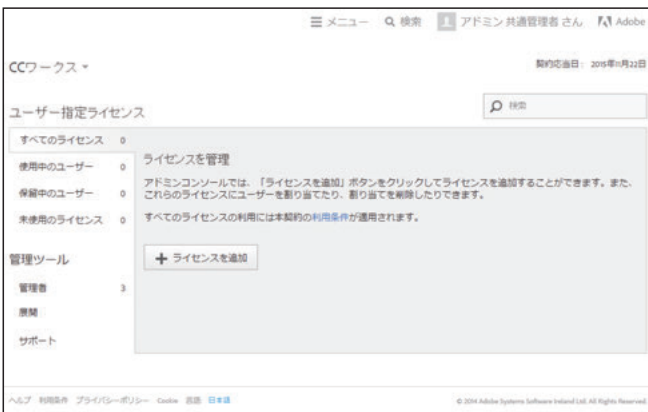 メニュー 検索 アドミン 共通管理者 さん Adobe
CCワークス
契約応当日： 2015年11月22日
ユーザー指定ライセンス
検索
すべてのライセンス 0
使用中のユーザー 0
保留中のユーザー 0
未使用のライセンス 0
管理ツール
管理者 3
展開
サポート
ライセンスを管理
アドミンコンソールでは、「ライセンスを追加」ボタンをクリックしてライセンスを追加することができます。また、
これらのライセンスにユーザーを割り当てたり、割り当てを削除したりできます。
すべてのライセンスの利用には本契約の利用条件が適用されます。
ライセンスを追加
ヘルプ 利用条件 プライバシーポリシー Cookie 言語 日本語
© 2014 Adobe Systems Software Ireland Ltd. All Rights Reserved.